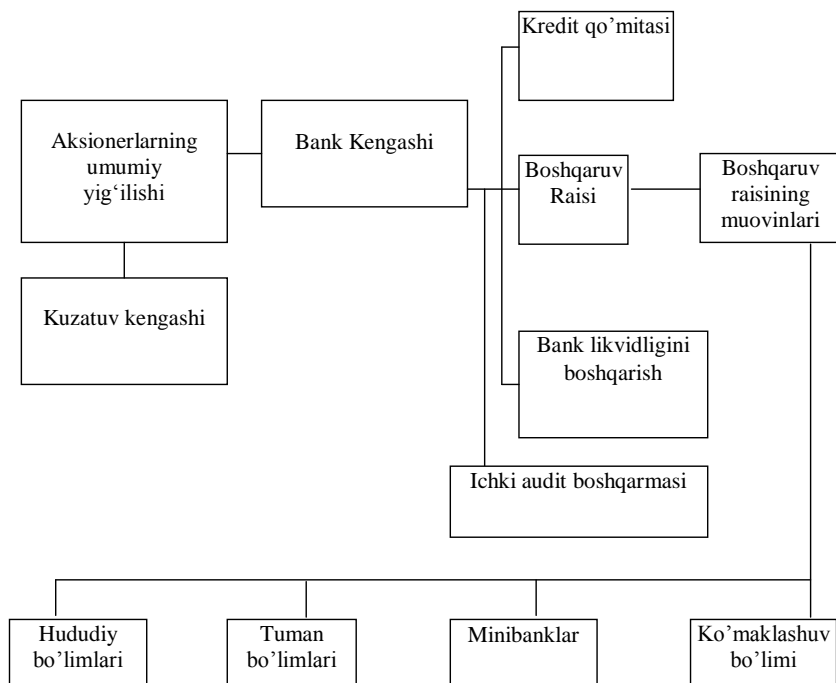 Kredit qo’mitasi
Aksionerlarning
umumiy
yig‘ilishi
Bank Kengashi
Boshqaruv
Raisi
Boshqaruv
raisining
muovinlari
Kuzatuv kengashi
Bank likvidligini
boshqarish
Ichki audit boshqarmasi
Hududiy
bo’limlari
Tuman
bo’limlari
Minibanklar
Ko’maklashuv
bo’limi